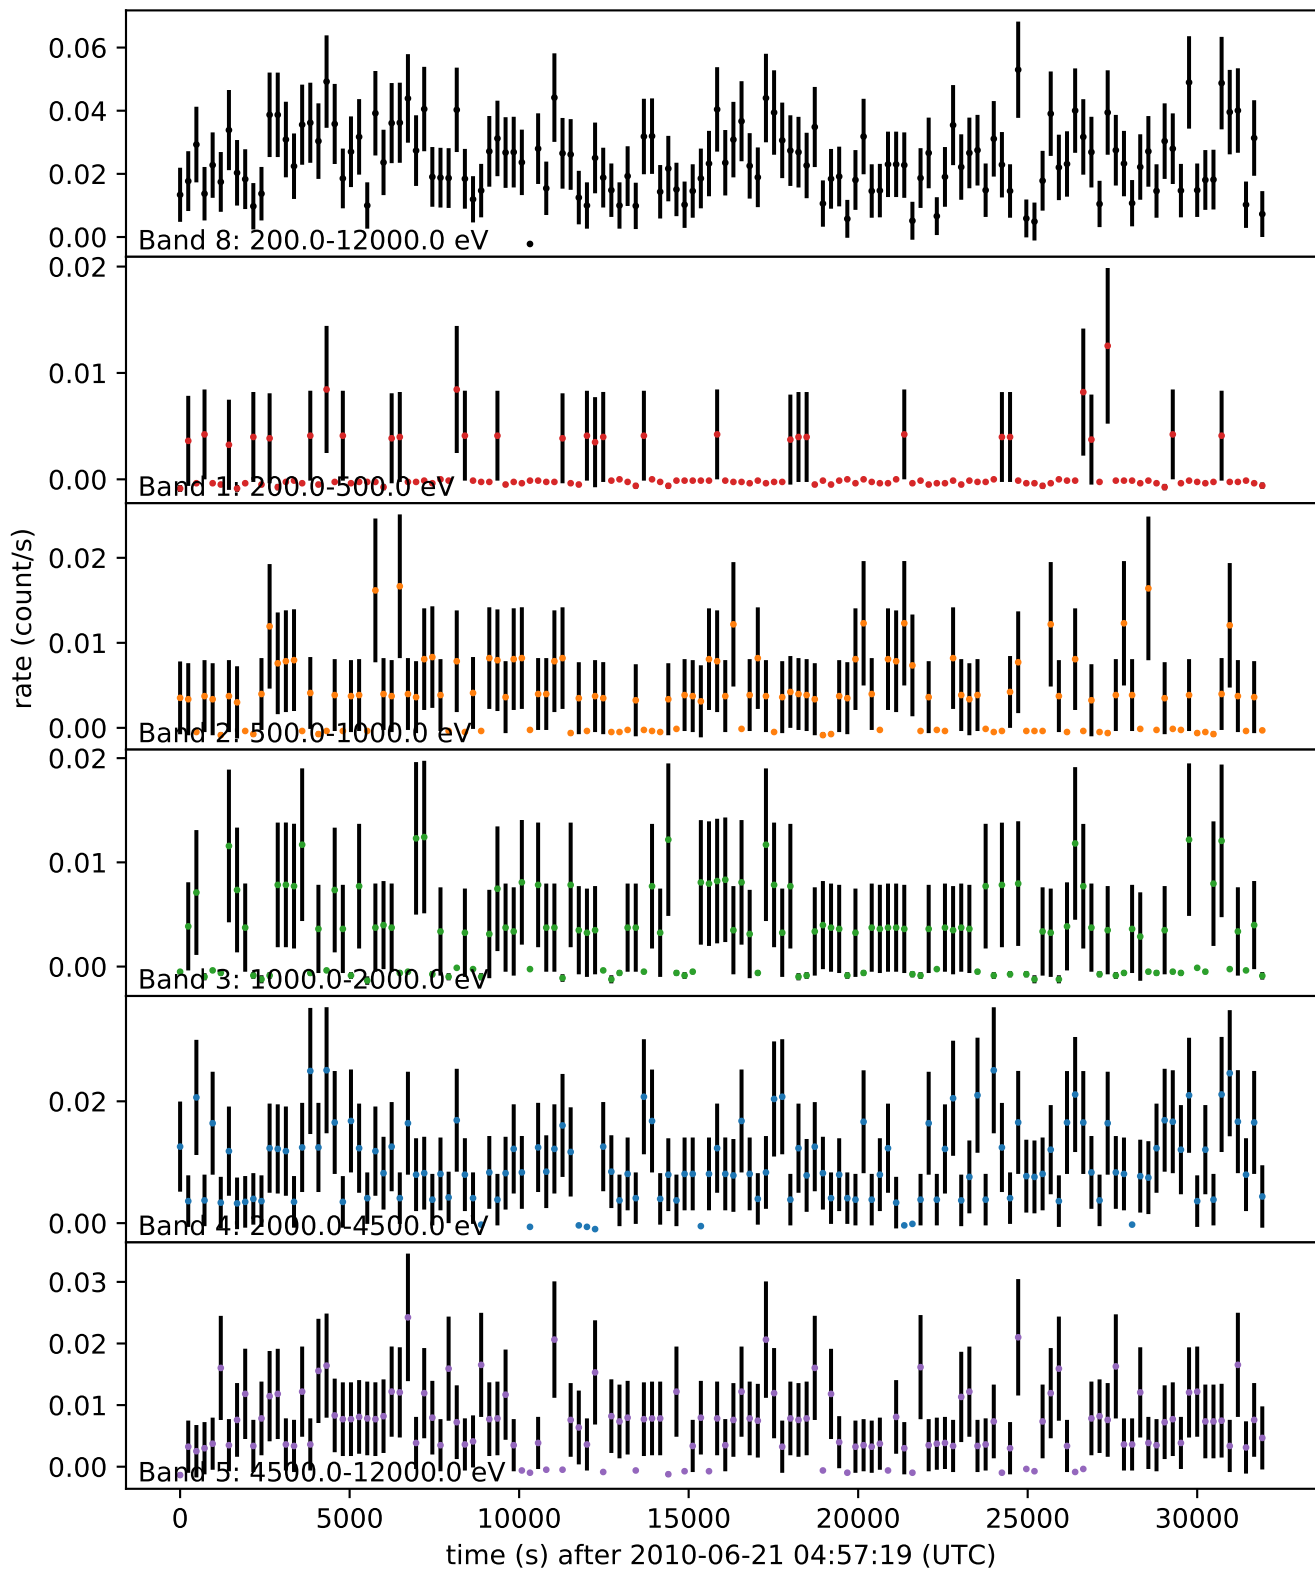 0.06
0.04
0.02
0.00
Band 8: 200.0-12000.0 eV
0.02
0.01
0.00
Band 1: 200.0-500.0 eV
0.02
0.01
0.00
Band 2: 500.0-1000.0 eV
rate (count/s)
0.02
0.01
0.00
Band 3: 1000.0-2000.0 eV
0.02
0.00
Band 4: 2000.0-4500.0 eV
0.03
0.02
0.01
0.00
Band 5: 4500.0-12000.0 eV
0 5000 10000 15000 20000 25000 30000
time (s) after 2010-06-21 04:57:19 (UTC)